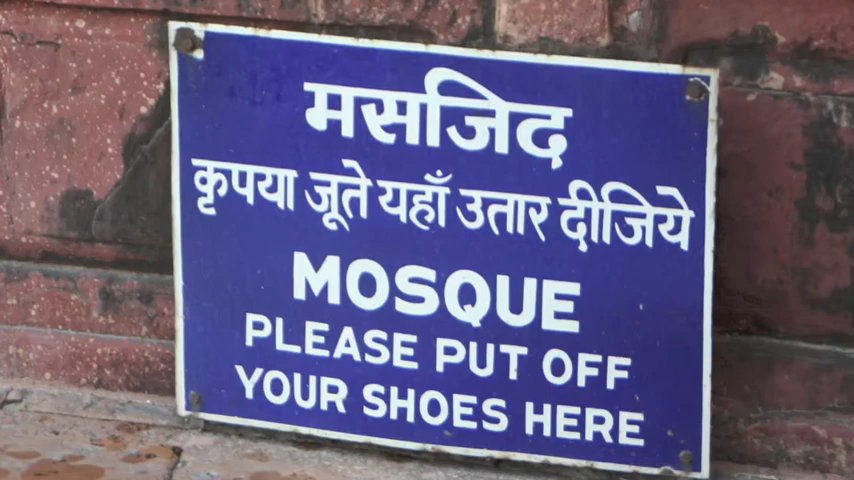 मसजिद
कृपया जूते यहाँ उतार दीजिये
MOSQUE
PLEASE PUT OFF
YOUR SHOES HERE